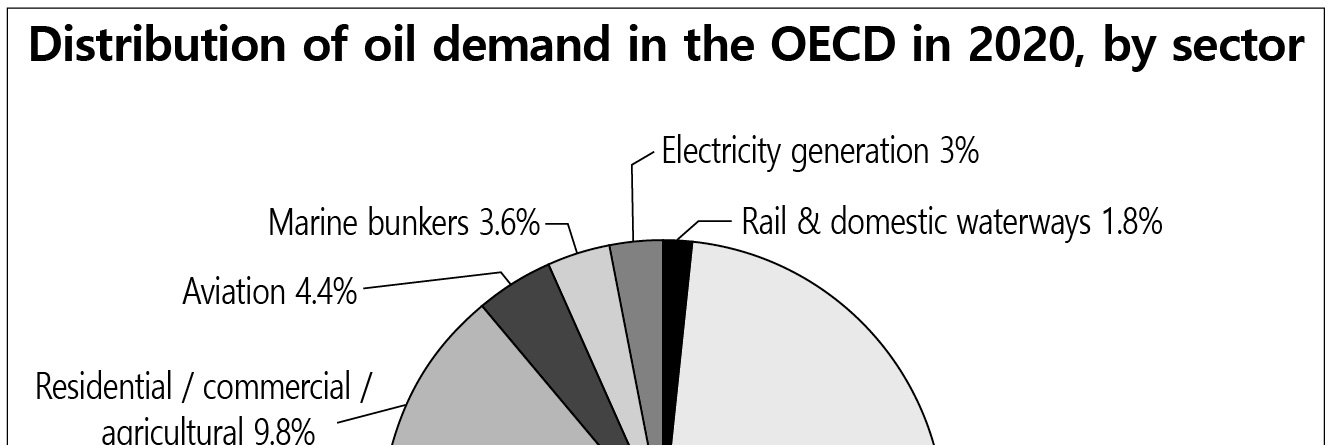 Distribution of oil demand in the OECD in 2020, by sector
Electricity generation 3%
Marine bunkers 3.6%
Rail & domestic waterways 1.8%
Aviation 4.4%
Residential / commercial /
agricultural 9.8%